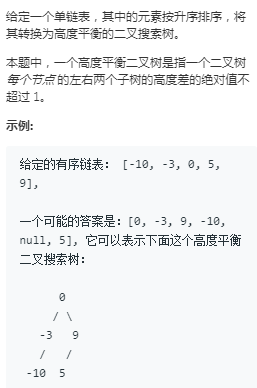 给定一个单链表，其中的元素按升序排序，将
其转换为高度平衡的二叉搜索树。
本题中，一个高度平衡二叉树是指一个二叉树
每个节点的左右两个子树的高度差的绝对值不
超过 1。
示例:
给定的有序链表： [-10, -3, 0, 5,
9],
一个可能的答案是：[0, -3, 9, -10,
null, 5], 它可以表示下面这个高度平衡
二叉搜索树：
0
/ \
-3 9
/ /
-10 5